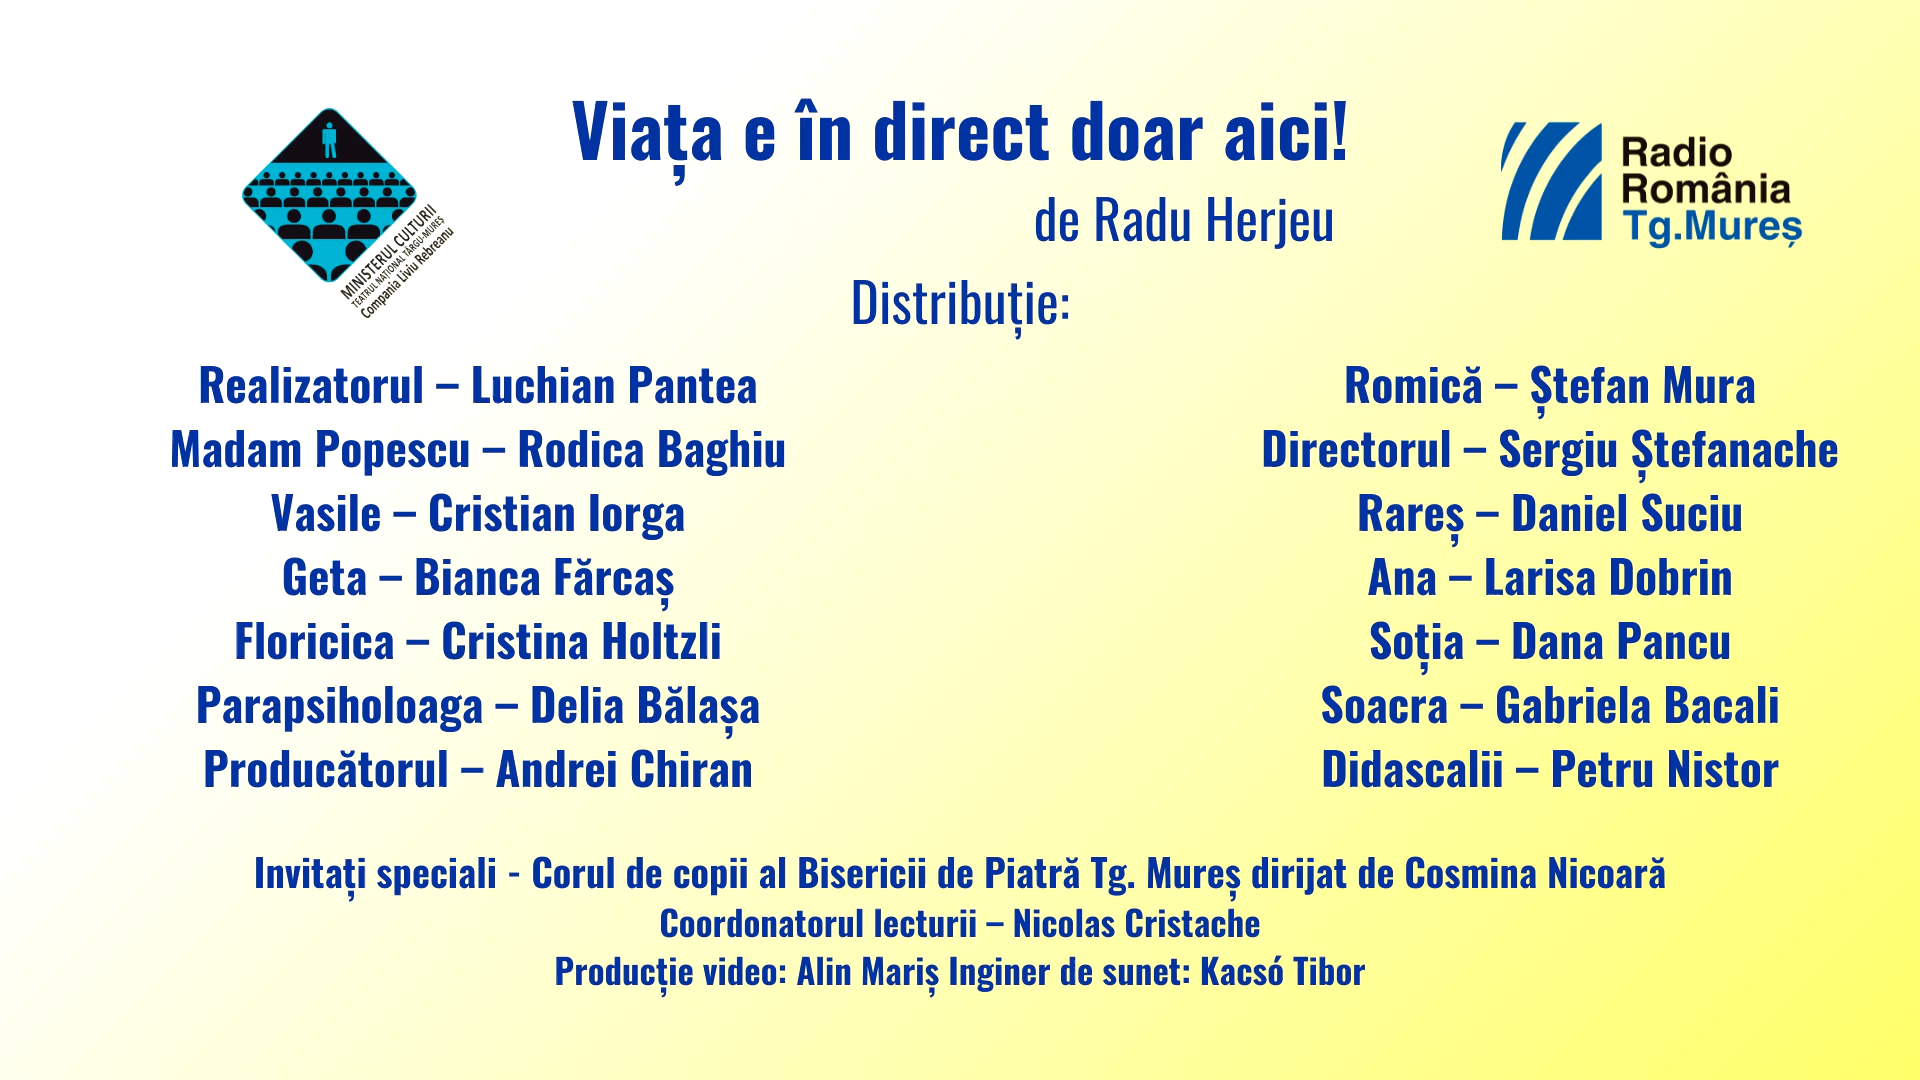 Viața e în direct doar aici!
de Radu Herjeu
MINISTERUL CULTURII
TEATRUL NAȚIONAL TÂRGU-MUREȘ
Compania Liviu Rebreanu
Radio
România
Tg.Mureș
Distribuție:
Realizatorul – Luchian Pantea
Madam Popescu – Rodica Baghiu
Vasile – Cristian Iorga
Geta – Bianca Fărcaș
Floricica – Cristina Holtzli
Parapsiholoaga – Delia Bălașa
Producătorul – Andrei Chiran
Romică – Ștefan Mura
Directorul – Sergiu Ștefanache
Rareș – Daniel Suciu
Ana – Larisa Dobrin
Soția – Dana Pancu
Soacra – Gabriela Bacali
Didascalii – Petru Nistor
Invitați speciali - Corul de copii al Bisericii de Piatră Tg. Mureș dirijat de Cosmina Nicoară
Coordonatorul lecturii – Nicolas Cristache
Producție video: Alin Mariș Inginer de sunet: Kacsó Tibor